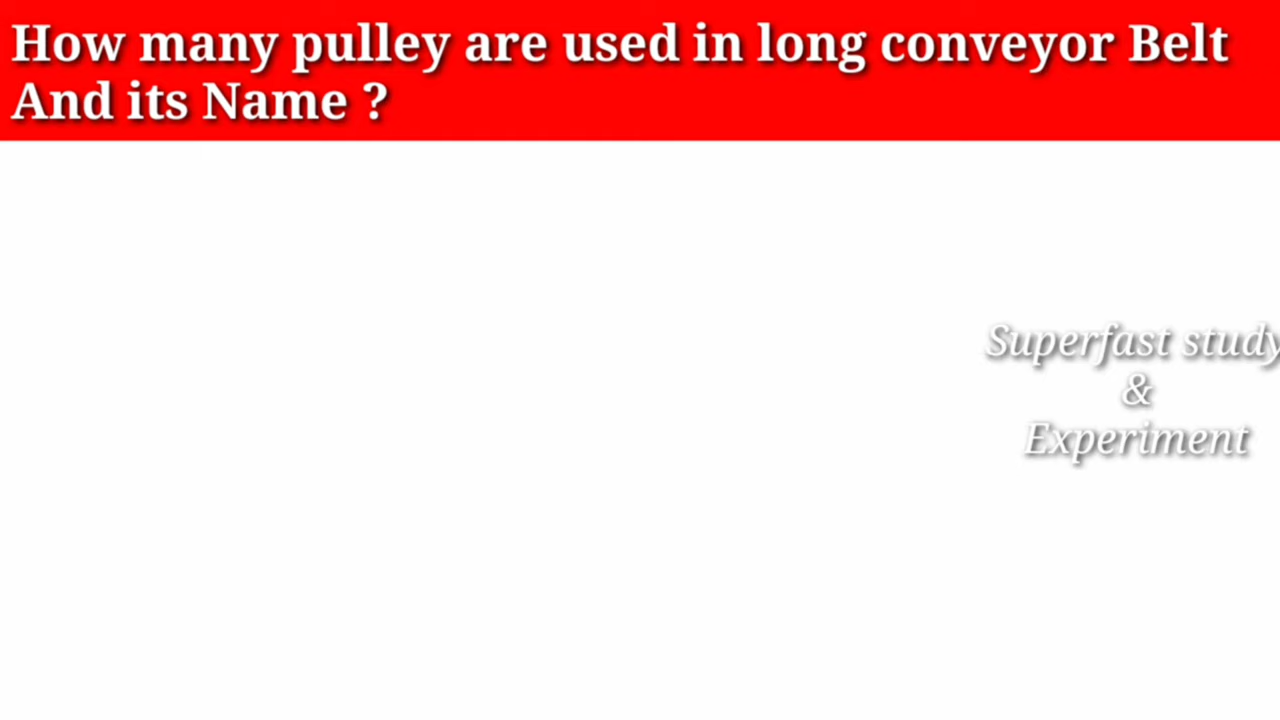 How many pulley are used in long conveyor Belt
And its Name ?
Superfast study
&
Experiment